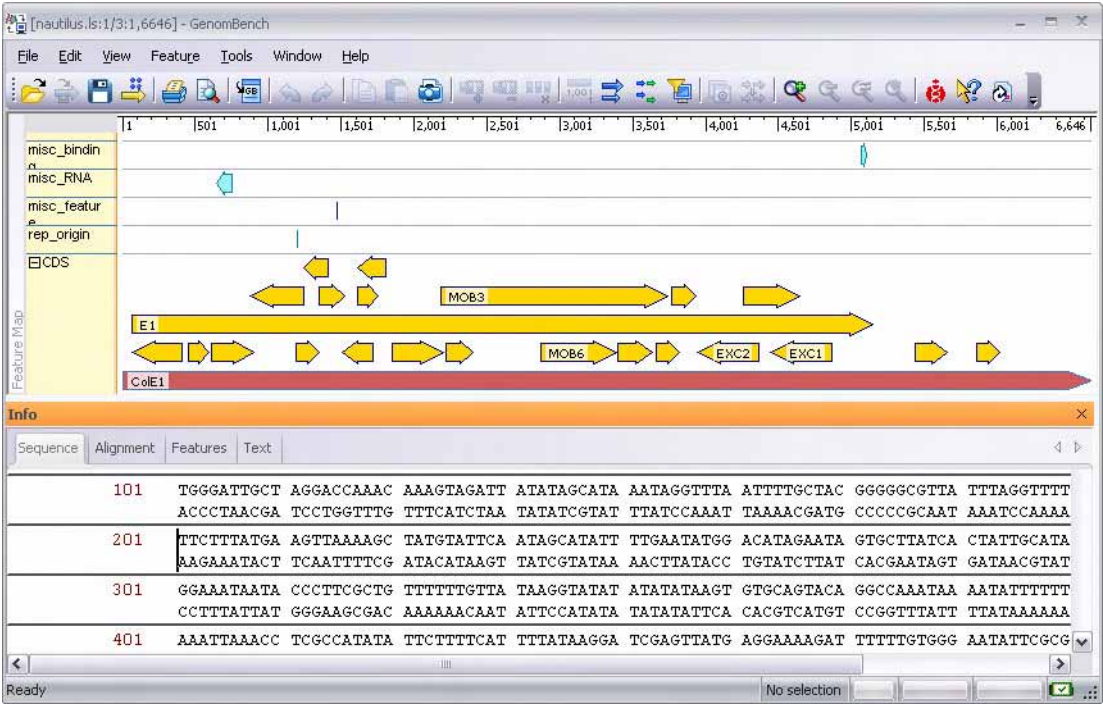 [nautilus.ls:1/3:1,6646] - GenomBench
File Edit View Feature Tools Window Help
1 501 1,001 1,501 2,001 2,501 3,001 3,501 4,001 4,501 5,001 5,501 6,001 6,646
misc_bindin
misc_RNA
misc_featur
rep_origin
CDS
MOB3
E1
MOB6 EXC2 EXC1
ColE1
Feature Map
Info
Sequence Alignment Features Text
101 TGGGATTGCT AGGACCAAAC AAAGTAGATT ATATAGCATA AATAGGTTTA ATTTTGCTAC GGGGGCGTTA TTTAGGTTTT
ACCCTAACGA TCCTGGTTTG TTTCATCTAA TATATCGTAT TTATCCAAAT TAAAACGATG CCCCCGCAAT AAATCCAAAA
201 TTCTTTATGA AGTTAAAAGC TATGTATTCA ATAGCATATT TTGAATATGG ACATAGAATA GTGCTTATCA CTATTGCATA
AAGAAATACT TCAATTTTCG ATACATAAGT TATCGTATAA AACTTATACC TGTATCTTAT CACGAATAGT GATAACGTAT
301 GGAAATAATA CCCTTCGCTG TTTTTTGTTA TAAGGTATAT ATATATAAGT GTGCAGTACA GGCCAAATAA AATATTTTTT
CCTTTATTAT GGGAAGCGAC AAAAAACAAT ATTCCATATA TATATATTCA CACGTCATGT CCGGTTTATT TTATAAAAAA
401 AAATTAAACC TCGCCATATA TTCTTTTCAT TTTATAAGGA TCGAGTTATG AGGAAAAGAT TTTTTGTGGG AATATTCGCG
Ready No selection